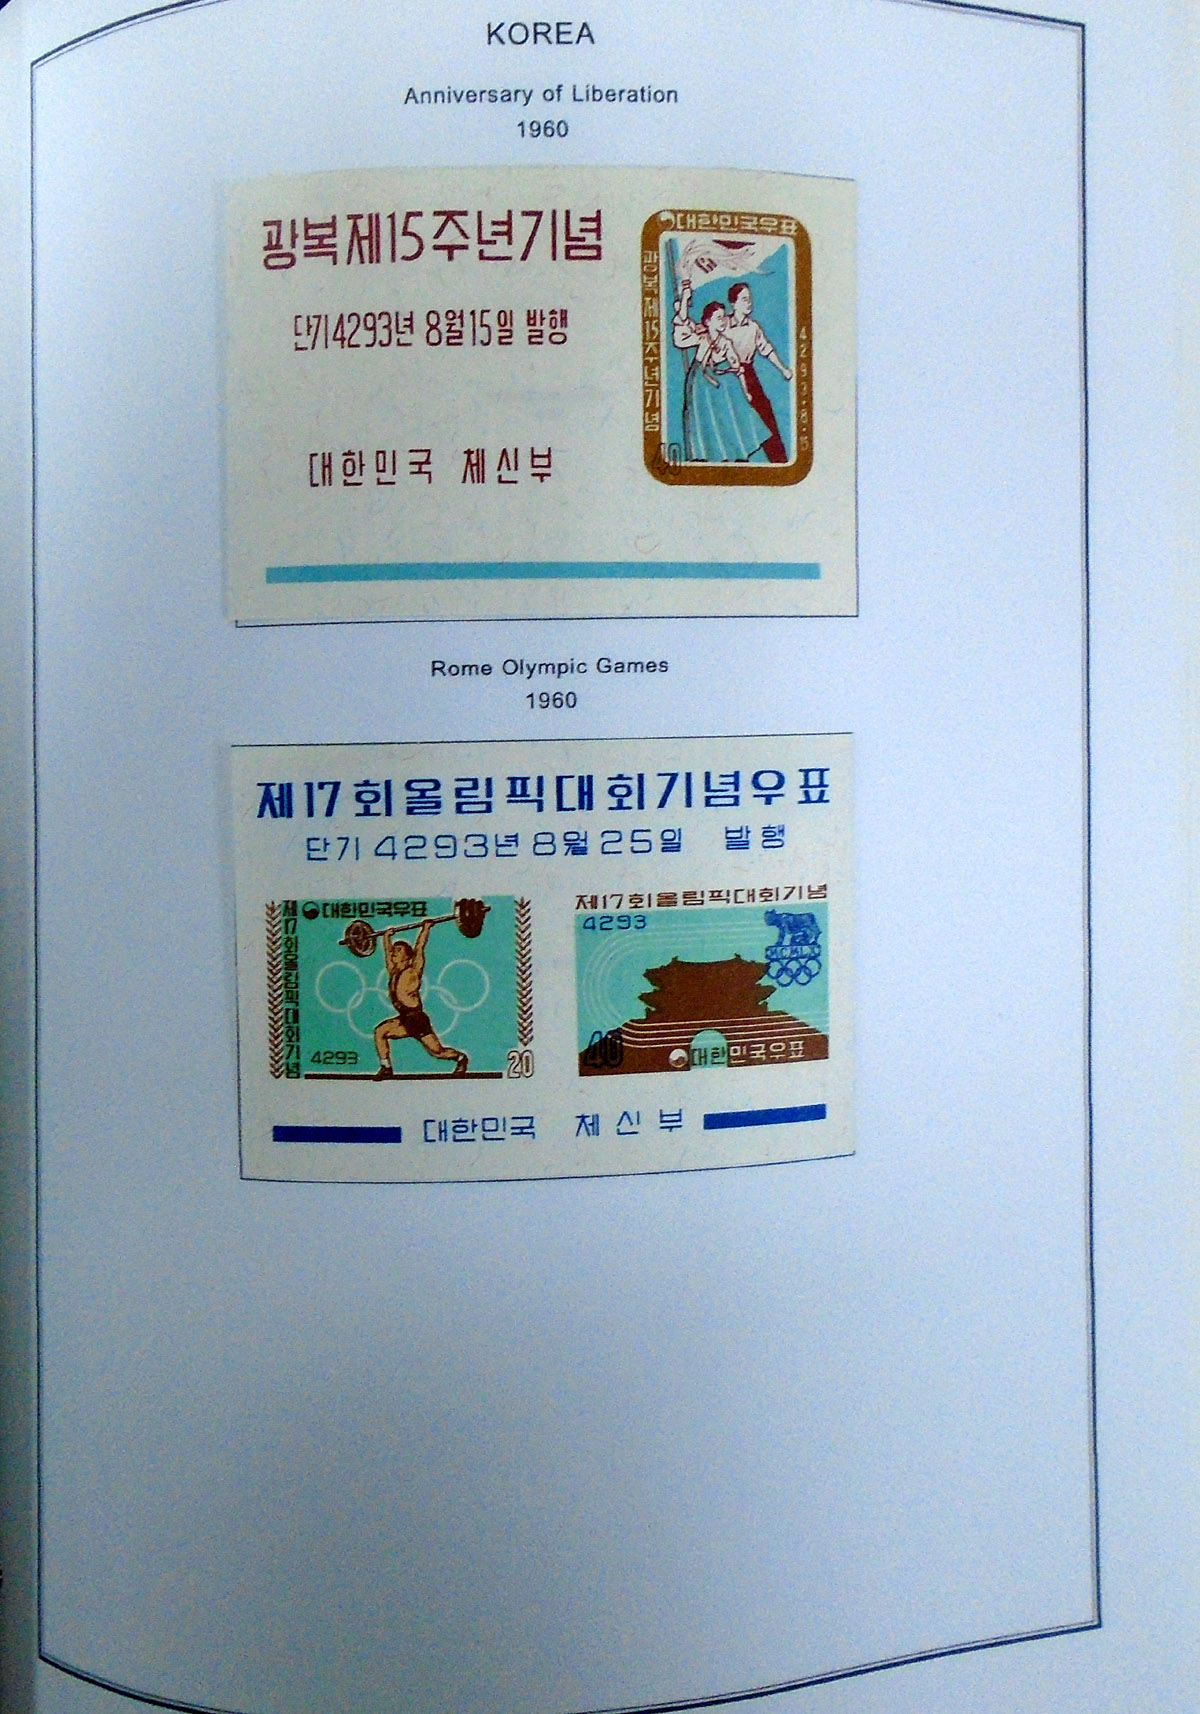 KOREA
Anniversary of Liberation
1960
광복제15주년기념
단기4293년 8월15일 발행
대한민국 체신부
대한민국우표
광복제15주년기념
4293·8·15
40
Rome Olympic Games
1960
제17회올림픽대회기념우표
단기 4293년 8월 25일 발행
제17회올림픽대회기념
대한민국우표
4293
20
제17회올림픽대회기념
4293
MCMLX
40
대한민국우표
대한민국 체신부